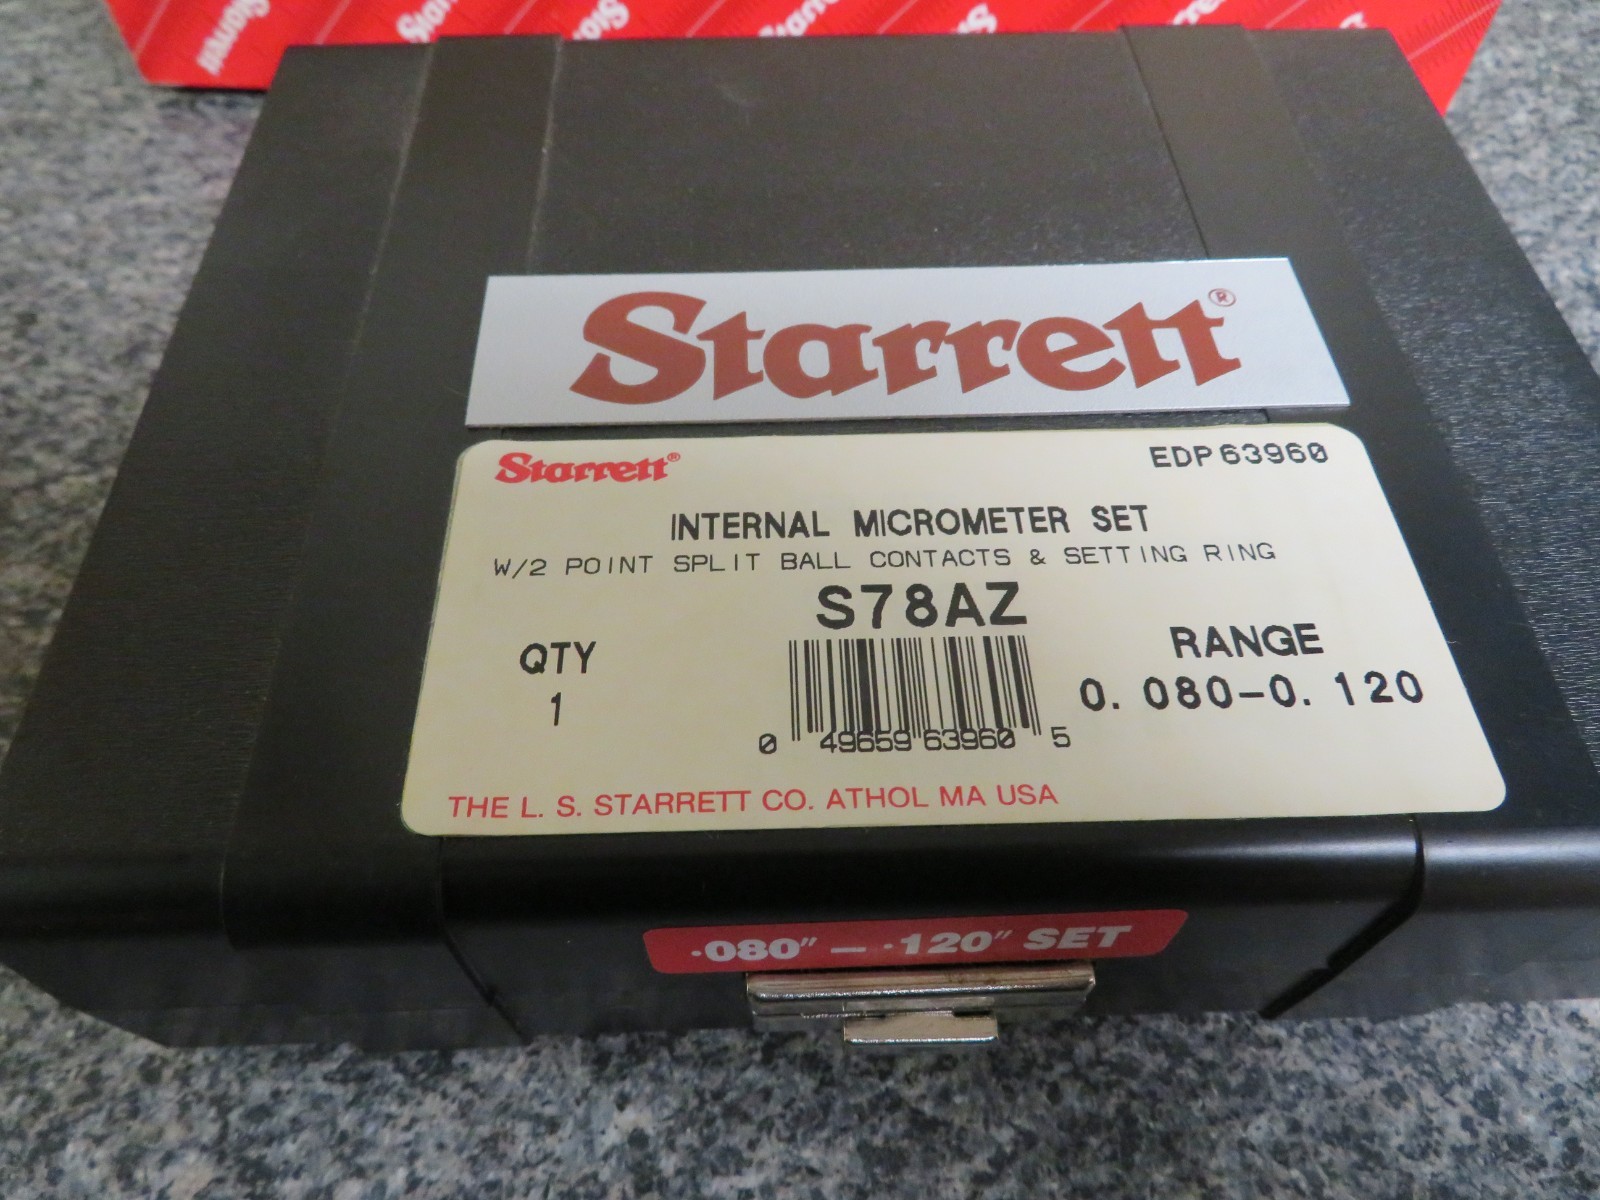 Starrett®
Starrett®
EDP 63960
INTERNAL MICROMETER SET
W/2 POINT SPLIT BALL CONTACTS & SETTING RING
S78AZ
QTY
1
RANGE
0.080-0.120
0 49659 63960 5
THE L. S. STARRETT CO. ATHOL MA USA
.080" — .120" SET